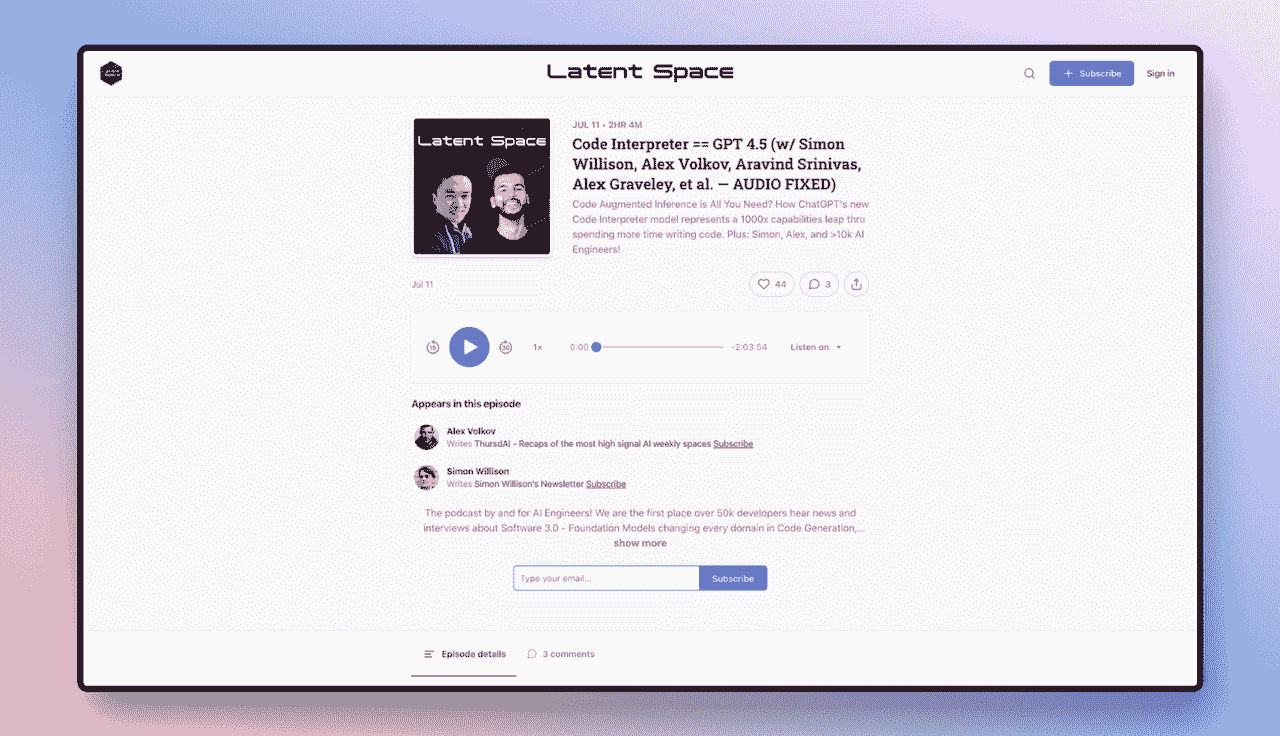 Latent Space
Subscribe
Sign in
Latent Space
JUL 11 • 2HR 4M
Code Interpreter == GPT 4.5 (w/ Simon
Willison, Alex Volkov, Aravind Srinivas,
Alex Graveley, et al. — AUDIO FIXED)
Code Augmented Inference is All You Need? How ChatGPT's new
Code Interpreter model represents a 1000x capabilities leap thru
spending more time writing code. Plus: Simon, Alex, and >10k AI
Engineers!
Jul 11
44
3
15
30
1×
0:00
-2:03:54
Listen on
Appears in this episode
Alex Volkov
Writes ThursdAI - Recaps of the most high signal AI weekly spaces Subscribe
Simon Willison
Writes Simon Willison's Newsletter Subscribe
The podcast by and for AI Engineers! We are the first place over 50k developers hear news and
interviews about Software 3.0 - Foundation Models changing every domain in Code Generation,...
show more
Type your email...
Subscribe
Episode details
3 comments